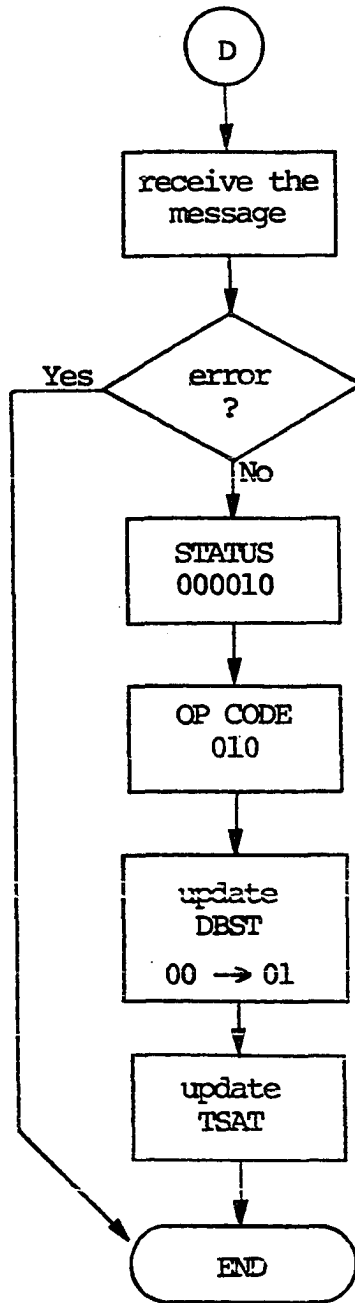 D
receive the
message
Yes
error
?
No
STATUS
000010
OP CODE
010
update
DBST
00 → 01
update
TSAT
END